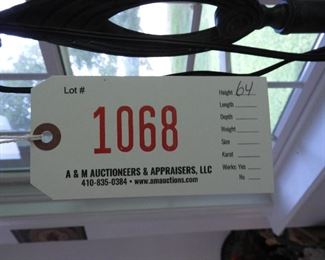 Lot #
1068
A & M AUCTIONEERS & APPRAISERS, LLC
410-835-0384 • www.amauctions.com
Height 64
Length
Depth
Weight
Size
Karat
Works: Yes
No